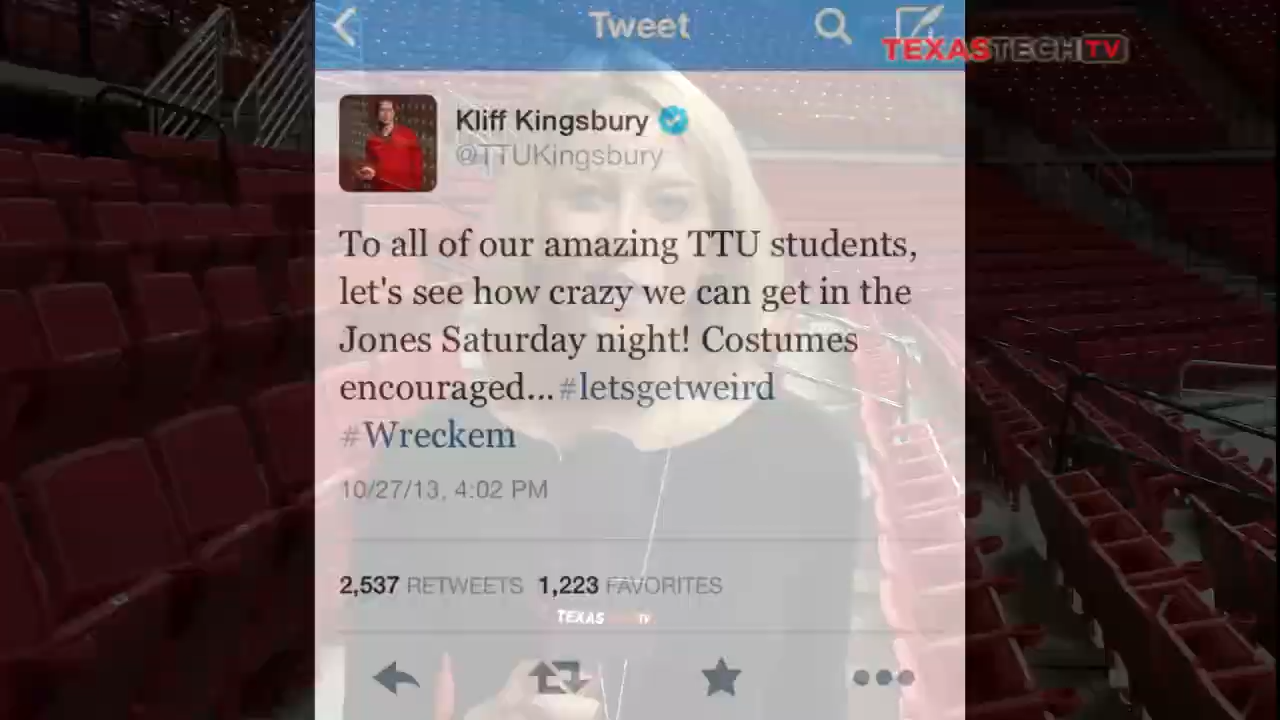 Tweet
TEXAS TECH TV
Kliff Kingsbury
@TTUKingsbury
To all of our amazing TTU students,
let's see how crazy we can get in the
Jones Saturday night! Costumes
encouraged...#letsgetweird
#Wreckem
10/27/13, 4:02 PM
2,537 RETWEETS 1,223 FAVORITES
TEXAS TV